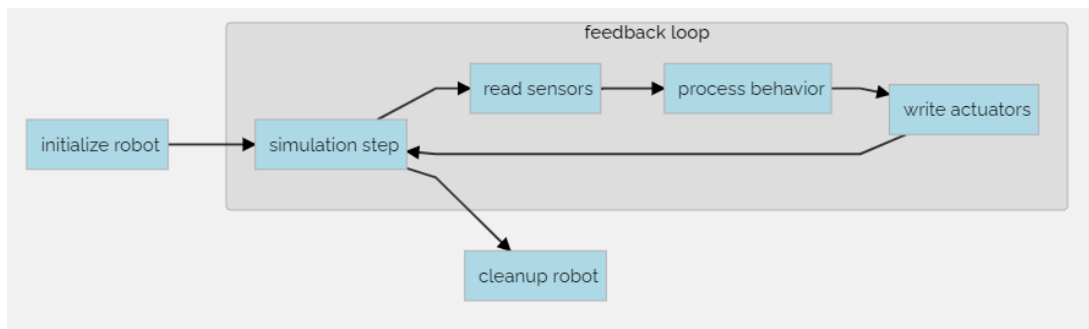 feedback loop
read sensors
process behavior
write actuators
initialize robot
simulation step
cleanup robot